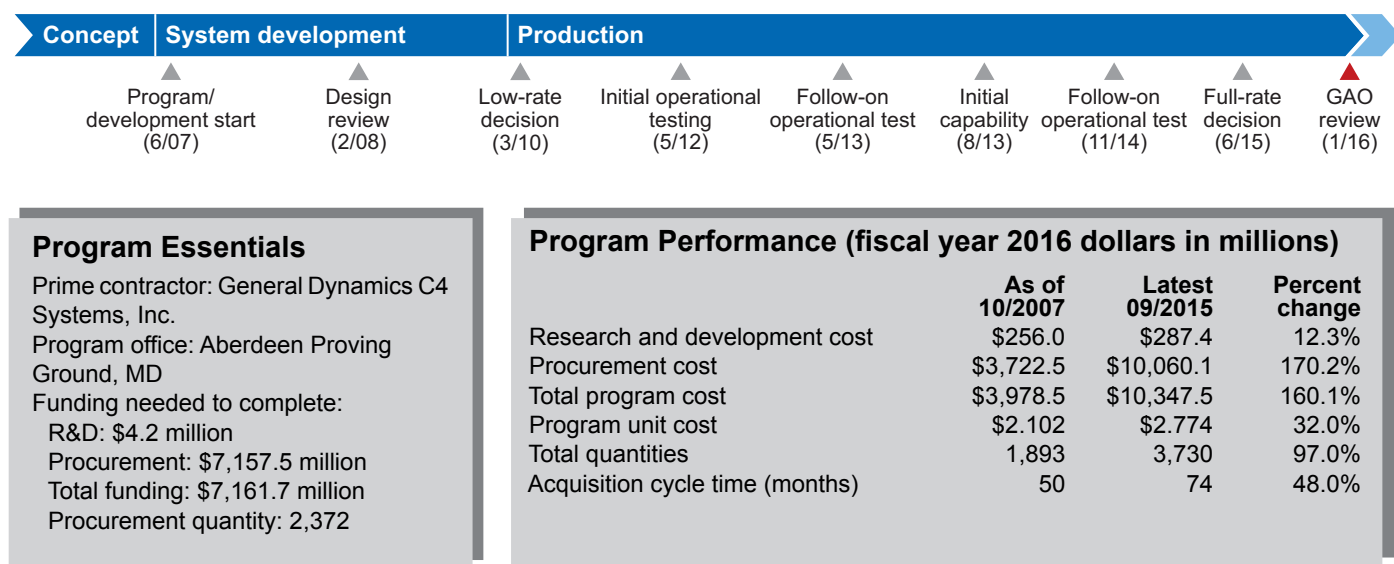 Concept System development Production
Program/
development start
(6/07)
Design
review
(2/08)
Low-rate
decision
(3/10)
Initial operational
testing
(5/12)
Follow-on
operational test
(5/13)
Initial
capability
(8/13)
Follow-on
operational test
(11/14)
Full-rate
decision
(6/15)
GAO
review
(1/16)
Program Essentials
Prime contractor: General Dynamics C4
Systems, Inc.
Program office: Aberdeen Proving
Ground, MD
Funding needed to complete:
R&D: $4.2 million
Procurement: $7,157.5 million
Total funding: $7,161.7 million
Procurement quantity: 2,372
Program Performance (fiscal year 2016 dollars in millions)
As of Latest Percent
10/2007 09/2015 change
Research and development cost $256.0 $287.4 12.3%
Procurement cost $3,722.5 $10,060.1 170.2%
Total program cost $3,978.5 $10,347.5 160.1%
Program unit cost $2.102 $2.774 32.0%
Total quantities 1,893 3,730 97.0%
Acquisition cycle time (months) 50 74 48.0%